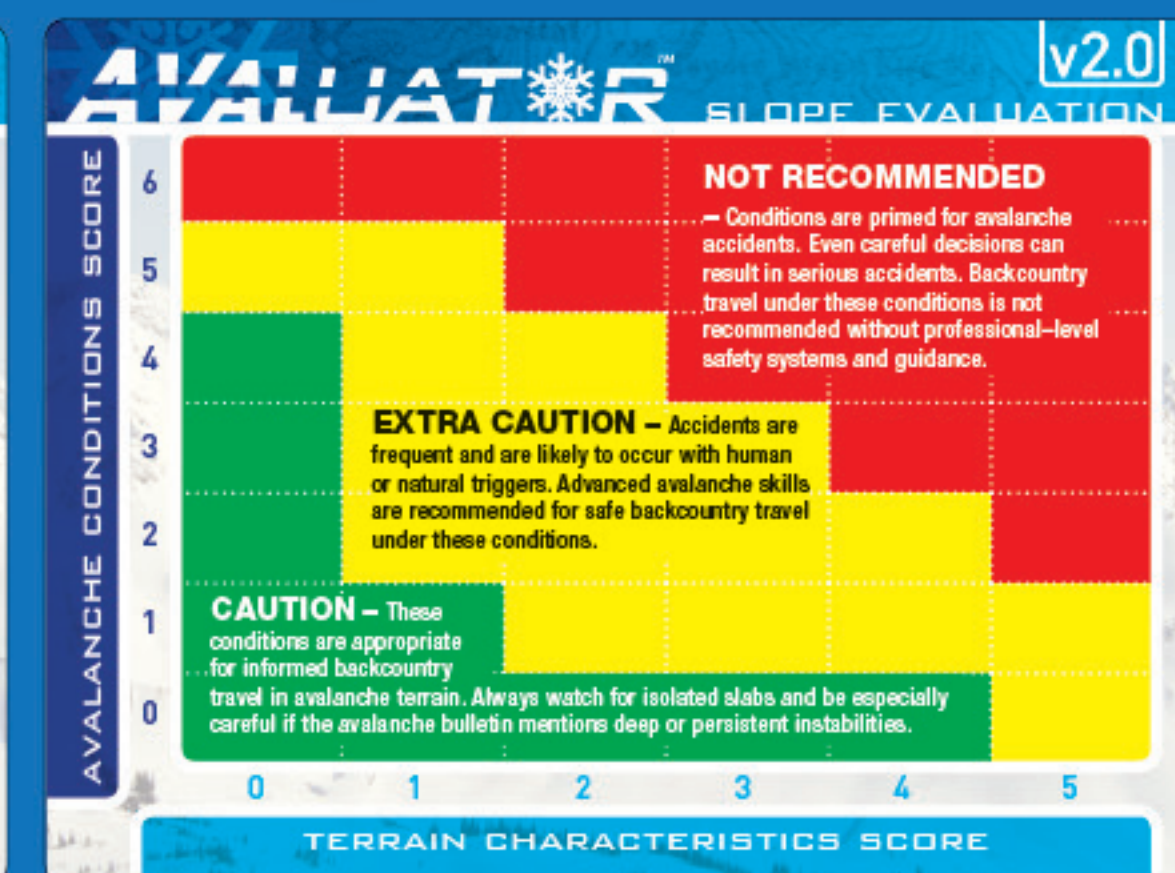 AVALUATOR™
SLOPE EVALUATION
v2.0
AVALANCHE CONDITIONS SCORE
6
5
4
3
2
1
0
NOT RECOMMENDED
– Conditions are primed for avalanche
accidents. Even careful decisions can
result in serious accidents. Backcountry
travel under these conditions is not
recommended without professional–level
safety systems and guidance.
EXTRA CAUTION – Accidents are
frequent and are likely to occur with human
or natural triggers. Advanced avalanche skills
are recommended for safe backcountry travel
under these conditions.
CAUTION – These
conditions are appropriate
for informed backcountry
travel in avalanche terrain. Always watch for isolated slabs and be especially
careful if the avalanche bulletin mentions deep or persistent instabilities.
0 1 2 3 4 5
TERRAIN CHARACTERISTICS SCORE